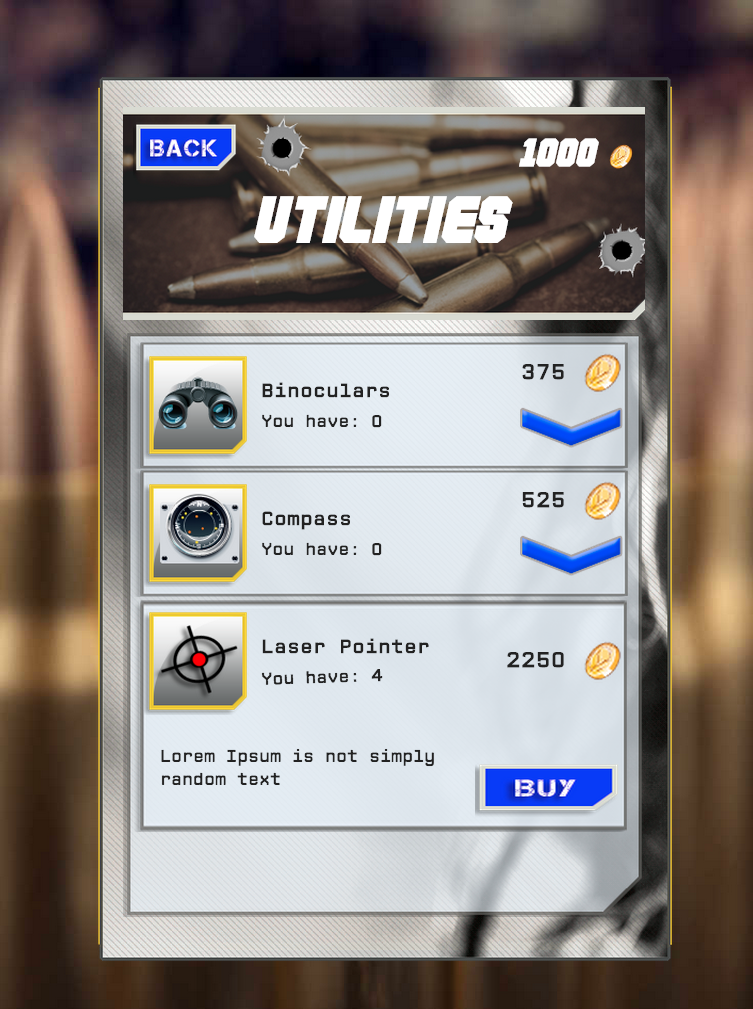 BACK
1000
UTILITIES
375
Binoculars
You have: 0
525
Compass
You have: 0
Laser Pointer
2250
You have: 4
Lorem Ipsum is not simply
random text
BUY